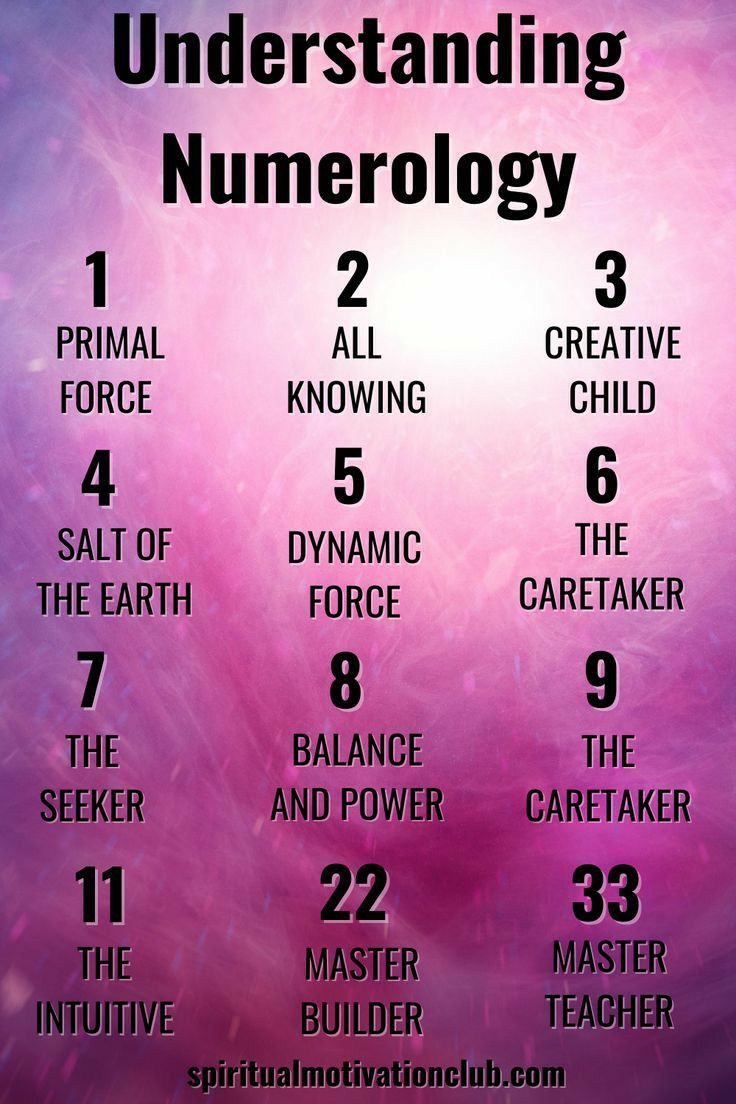 Understanding
Numerology
1
2
3
PRIMAL
FORCE
ALL
KNOWING
CREATIVE
CHILD
4
5
6
SALT OF
THE EARTH
DYNAMIC
FORCE
THE
CARETAKER
7
8
9
THE
SEEKER
BALANCE
AND POWER
THE
CARETAKER
11
22
33
THE
INTUITIVE
MASTER
BUILDER
MASTER
TEACHER
spiritualmotivationclub.com